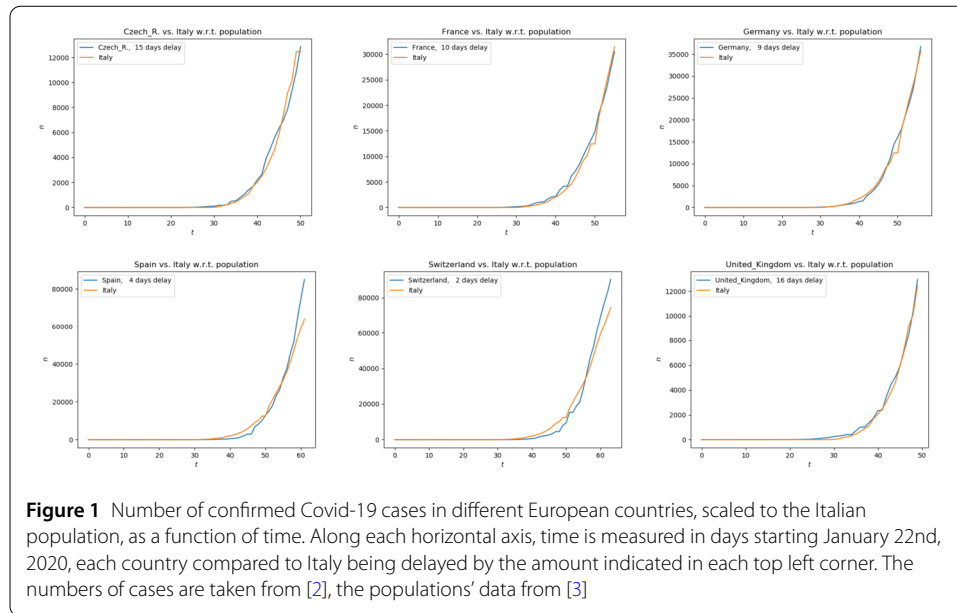 Czech_R. vs. Italy w.r.t. population
Czech_R., 15 days delay
Italy
12000
10000
8000
6000
4000
2000
0
n
0 10 20 30 40 50
t
France vs. Italy w.r.t. population
France, 10 days delay
Italy
30000
25000
20000
15000
10000
5000
0
n
0 10 20 30 40 50
t
Germany vs. Italy w.r.t. population
Germany, 9 days delay
Italy
35000
30000
25000
20000
15000
10000
5000
0
n
0 10 20 30 40 50
t
Spain vs. Italy w.r.t. population
Spain, 4 days delay
Italy
80000
60000
40000
20000
0
n
0 10 20 30 40 50 60
t
Switzerland vs. Italy w.r.t. population
Switzerland, 2 days delay
Italy
80000
60000
40000
20000
0
n
0 10 20 30 40 50 60
t
United_Kingdom vs. Italy w.r.t. population
United_Kingdom, 16 days delay
Italy
12000
10000
8000
6000
4000
2000
0
n
0 10 20 30 40 50
t
Figure 1 Number of confirmed Covid-19 cases in different European countries, scaled to the Italian
population, as a function of time. Along each horizontal axis, time is measured in days starting January 22nd,
2020, each country compared to Italy being delayed by the amount indicated in each top left corner. The
numbers of cases are taken from [2], the populations' data from [3]